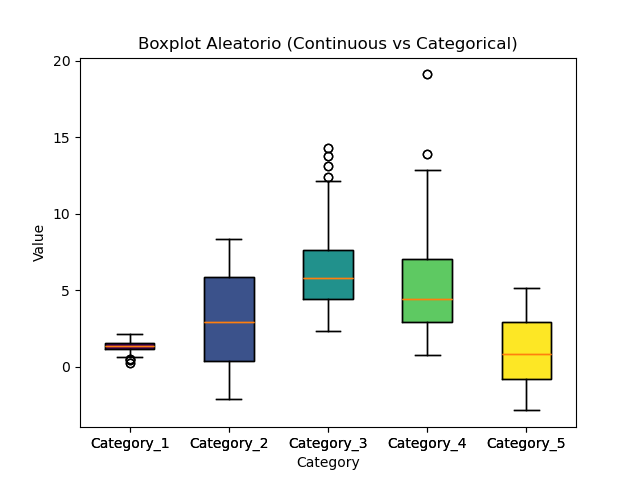 Boxplot Aleatorio (Continuous vs Categorical)
20
15
10
5
0
Value
Category_1 Category_2 Category_3 Category_4 Category_5
Category